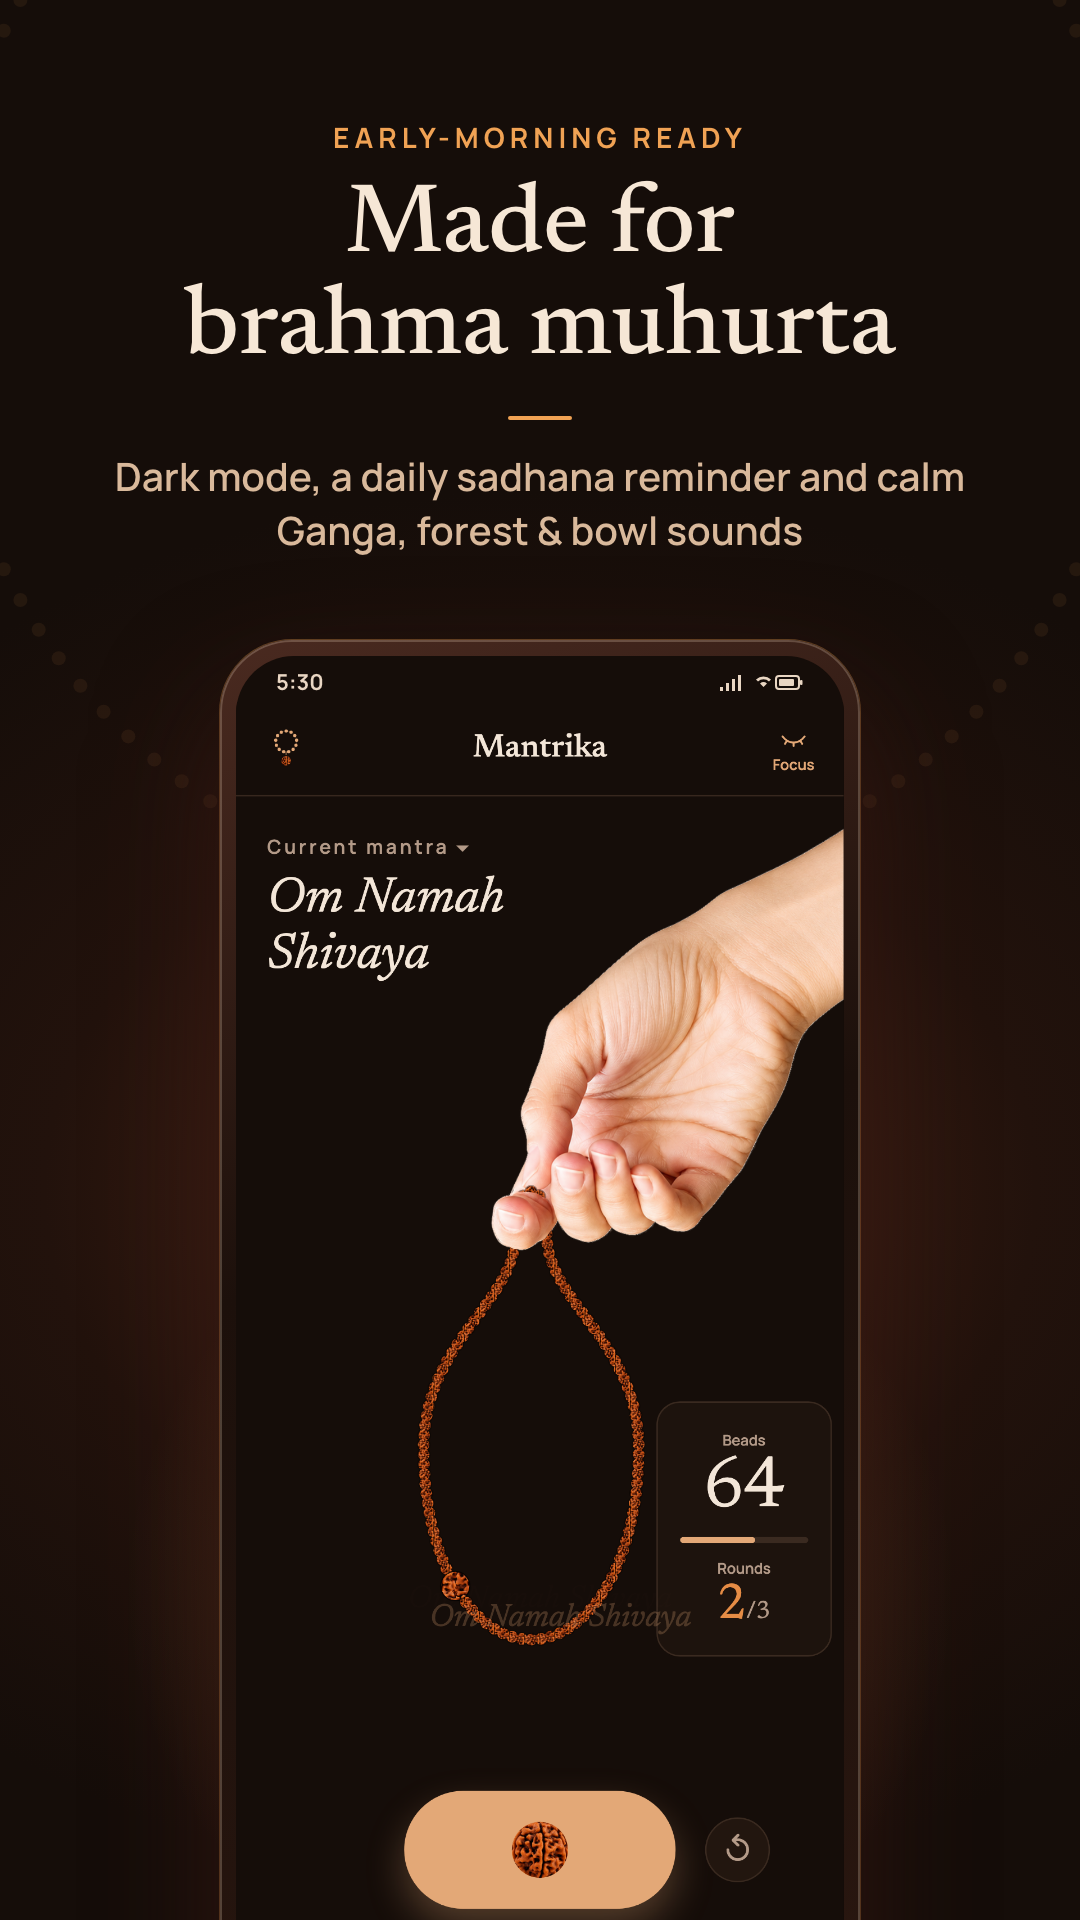 EARLY-MORNING READY
Made for
brahma muhurta
Dark mode, a daily sadhana reminder and calm
Ganga, forest & bowl sounds
5:30
Mantrika
Focus
Current mantra
Om Namah
Shivaya
Beads
64
Rounds
2/3
Om Namah Shivaya